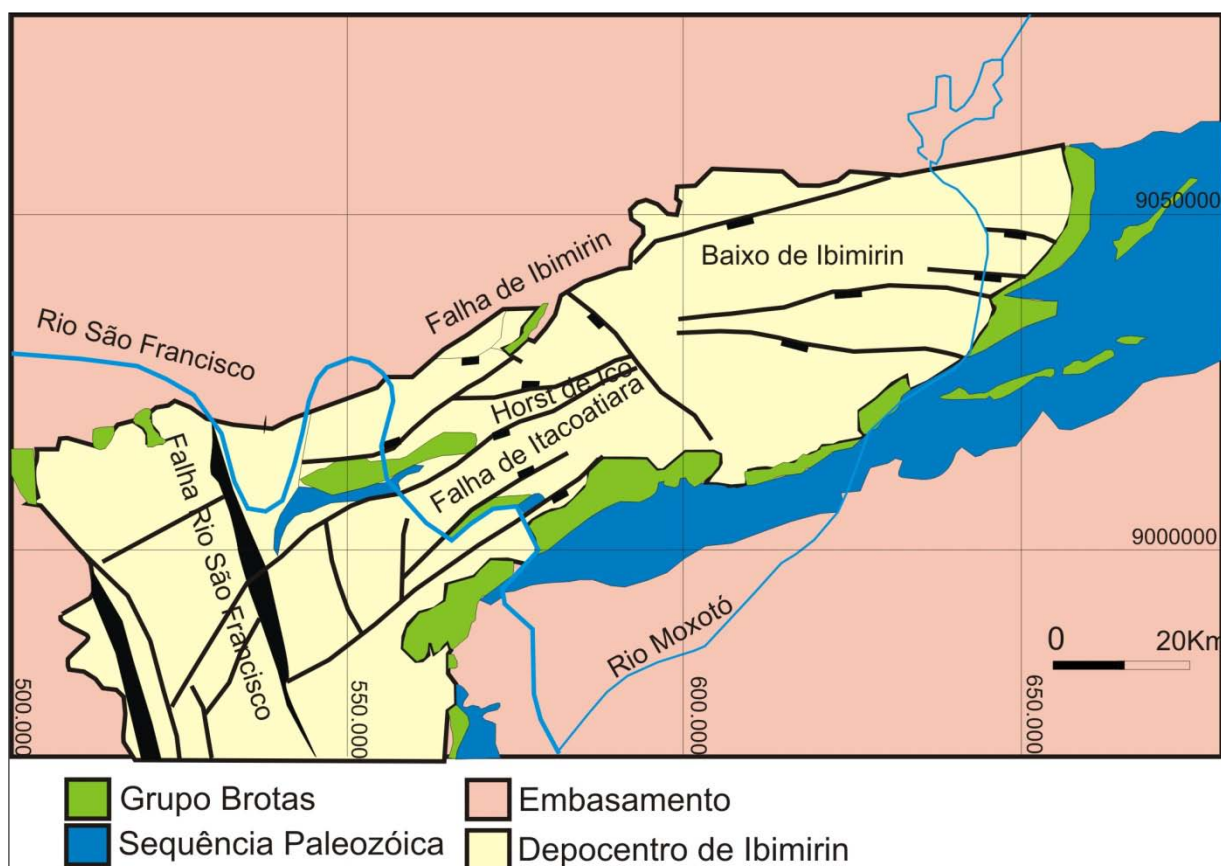 9050000
Baixo de Ibimirin
Falha de Ibimirin
Rio São Francisco
Horst de Ico
Falha de Itacoatiara
Falha Rio São Francisco
9000000
Rio Moxotó
0 20Km
500.000
550.000
600.000
650.000
Grupo Brotas
Embasamento
Sequência Paleozóica
Depocentro de Ibimirin